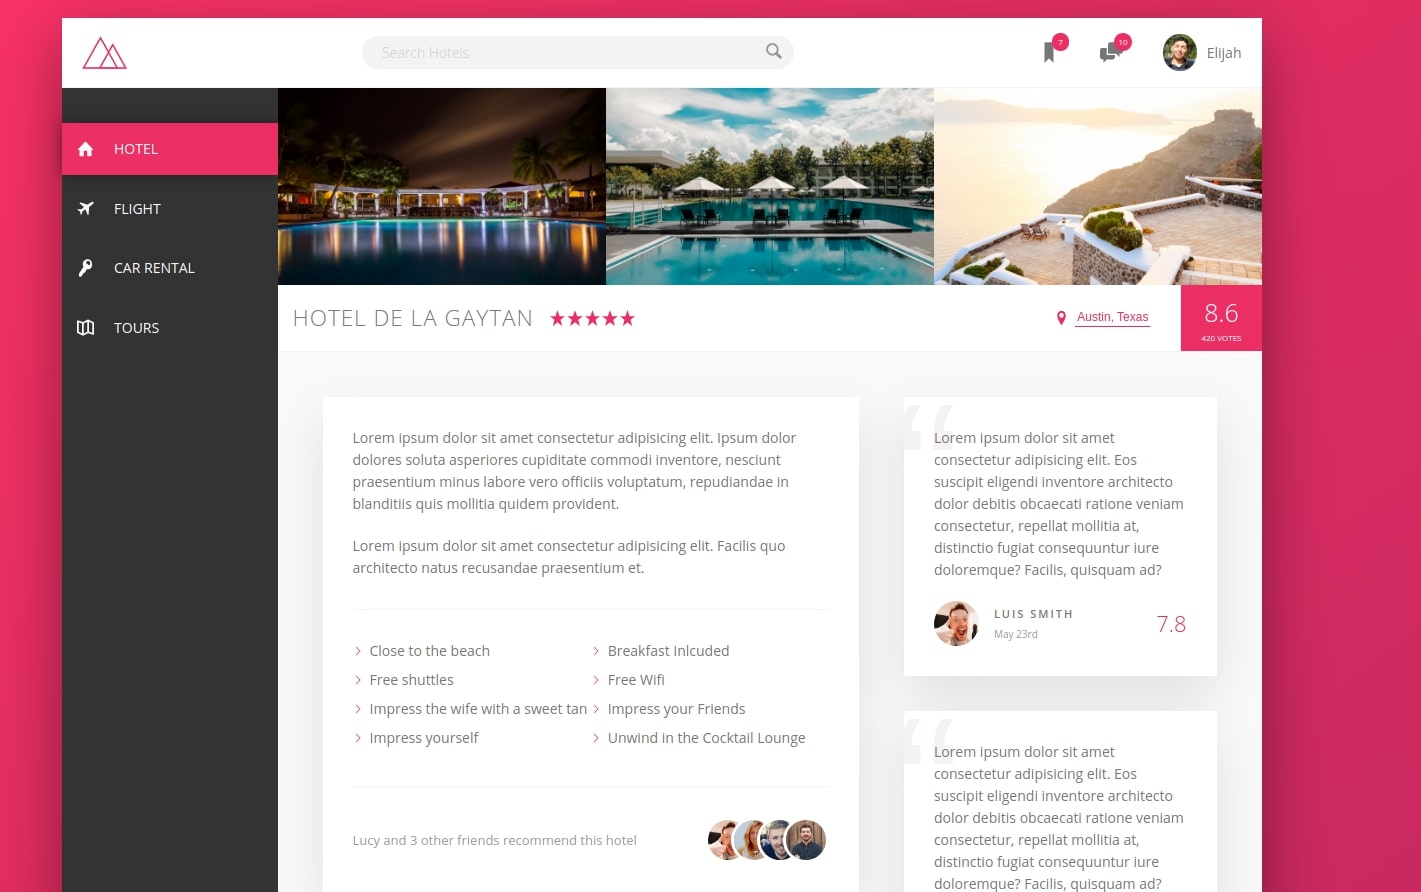 Search Hotels
7
10
Elijah
HOTEL
FLIGHT
CAR RENTAL
TOURS
HOTEL DE LA GAYTAN
Austin, Texas
8.6
420 VOTES
Lorem ipsum dolor sit amet consectetur adipisicing elit. Ipsum dolor
dolores soluta asperiores cupiditate commodi inventore, nesciunt
praesentium minus labore vero officiis voluptatum, repudiandae in
blanditiis quis mollitia quidem provident.
Lorem ipsum dolor sit amet consectetur adipisicing elit. Facilis quo
architecto natus recusandae praesentium et.
Close to the beach
Free shuttles
Impress the wife with a sweet tan
Impress yourself
Breakfast Inlcuded
Free Wifi
Impress your Friends
Unwind in the Cocktail Lounge
Lucy and 3 other friends recommend this hotel
“
Lorem ipsum dolor sit amet
consectetur adipisicing elit. Eos
suscipit eligendi inventore architecto
dolor debitis obcaecati ratione veniam
consectetur, repellat mollitia at,
distinctio fugiat consequuntur iure
doloremque? Facilis, quisquam ad?
LUIS SMITH
May 23rd
7.8
“
Lorem ipsum dolor sit amet
consectetur adipisicing elit. Eos
suscipit eligendi inventore architecto
dolor debitis obcaecati ratione veniam
consectetur, repellat mollitia at,
distinctio fugiat consequuntur iure
doloremque? Facilis, quisquam ad?